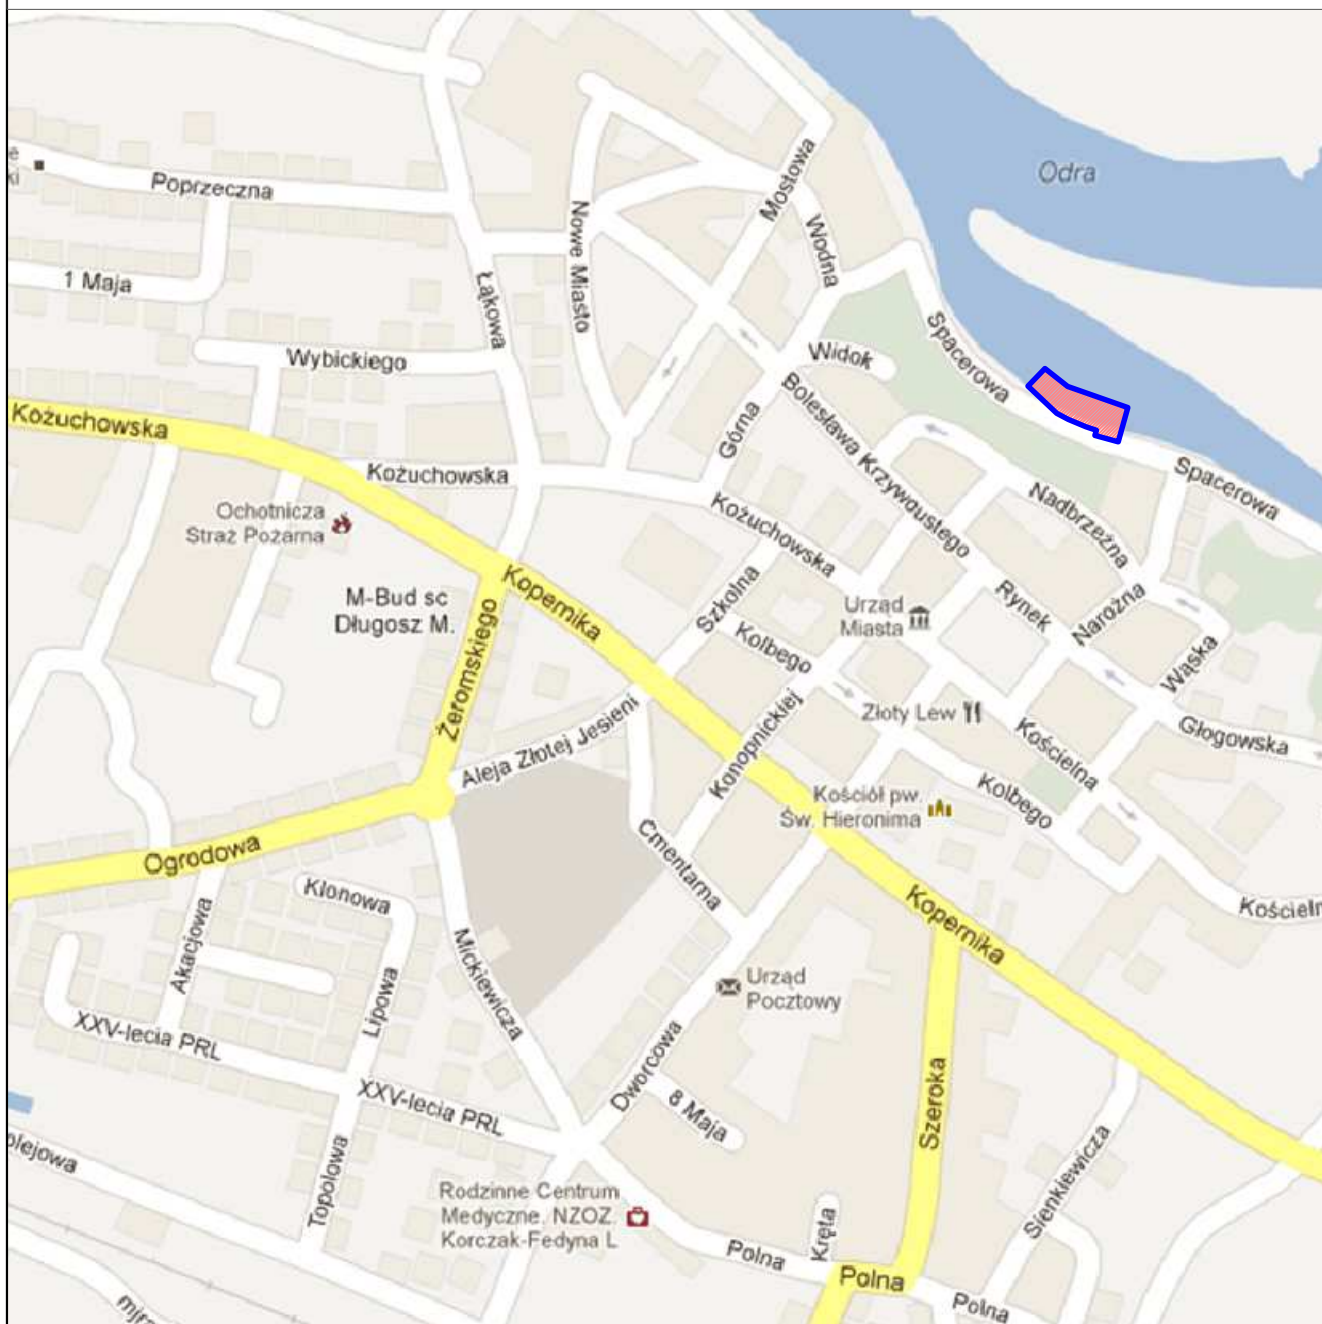 Odra
Mostowa
Poprzeczna
Nowe Miasto
Wodna
1 Maja
Łąkowa
Spacerowa
Wybickiego
Widok
Bolesława Krzywoustego
Górna
Kożuchowska
Kożuchowska
Spacerowa
Nadbrzeżna
Kożuchowska
Ochotnicza
Straż Pożarna
Kopernika
Szkolna
M-Bud sc
Długosz M.
Urząd
Miasta
Rynek
Narożna
Kolbego
Żeromskiego
Wąska
Konopnickiej
Złoty Lew
Aleja Złotej Jesieni
Kościelna
Głogowska
Kolbego
Kościół pw.
Św. Hieronima
Ogrodowa
Cmentarna
Klonowa
Kopernika
Akacjowa
Mickiewicza
Lipowa
Urząd
Pocztowy
XXV-lecia PRL
Dworcowa
XXV-lecia PRL
8 Maja
Szeroka
Topolowa
Sienkiewicza
Rodzinne Centrum
Medyczne. NZOZ.
Korczak-Fedyna L
Kręta
Polna
Polna
Polna